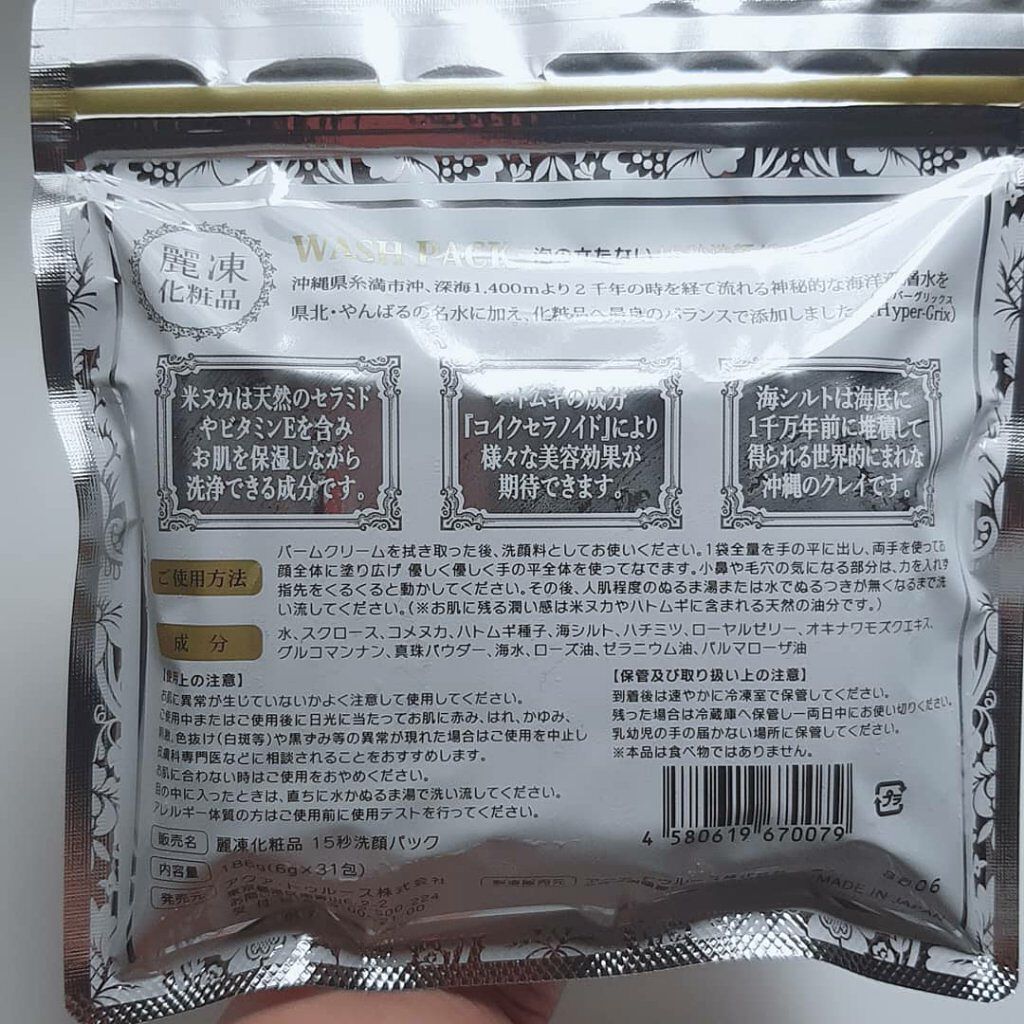 麗凍
化粧品
WASH PACK 泡の立たない
沖縄県糸満市沖、深海1,400mより2千年の時を経て流れる神秘的な海洋深層水を
県北・やんばるの名水に加え、化粧品へ最良のバランスで添加しました
ハイパーグリックス
(Hyper-Grix)
米ヌカは天然のセラミド
やビタミンEを含み
お肌を保湿しながら
洗浄できる成分です。
ハトムギの成分
『コイクセラノイド』により
様々な美容効果が
期待できます。
海シルトは海底に
1千万年前に堆積して
得られる世界的にまれな
沖縄のクレイです。
ご使用方法
バームクリームを拭き取った後、洗顔料としてお使いください。1袋全量を手の平に出し、両手を使って
顔全体に塗り広げ 優しく優しく手の平全体を使ってなでます。小鼻や毛穴の気になる部分は、力を入れず
指先をくるくると動かしてください。その後、人肌程度のぬるま湯または水でぬるつきが無くなるまで洗
い流してください。(※お肌に残る潤い感は米ヌカやハトムギに含まれる天然の油分です。)
成分
水、スクロース、コメヌカ、ハトムギ種子、海シルト、ハチミツ、ローヤルゼリー、オキナワモズクエキス、
グルコマンナン、真珠パウダー、海水、ローズ油、ゼラニウム油、パルマローザ油
【使用上の注意】
お肌に異常が生じていないかよく注意して使用してください。
ご使用中またはご使用後に日光に当たってお肌に赤み、はれ、かゆみ、
刺激、色抜け(白斑等)や黒ずみ等の異常が現れた場合はご使用を中止し
皮膚科専門医などに相談されることをおすすめします。
お肌に合わない時はご使用をおやめください。
目の中に入ったときは、直ちに水かぬるま湯で洗い流してください。
アレルギー体質の方はご使用前に使用テストを行ってください。
【保管及び取り扱い上の注意】
到着後は速やかに冷凍室で保管してください。
残った場合は冷蔵庫へ保管し一両日中にお使い切りください。
乳幼児の手の届かない場所に保管してください。
※本品は食べ物ではありません。
4 580619 670079
プラ
販売名 麗凍化粧品 15秒洗顔パック
内容量 186g(6g×31包)
発売元 アクア・トゥルース株式会社
製造販売元
MADE IN JAPAN